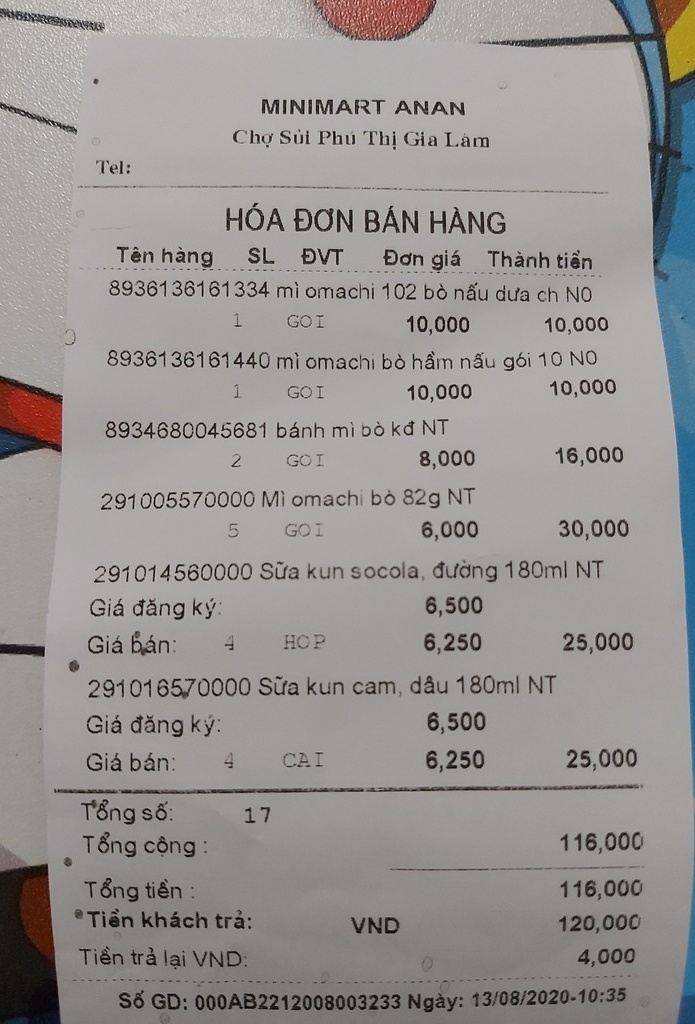 MINIMART ANAN
Chợ Sủi Phú Thị Gia Lâm
Tel:
HÓA ĐƠN BÁN HÀNG
Tên hàng SL ĐVT Đơn giá Thành tiền
8936136161334 mì omachi 102 bò nấu dưa ch N0
1 GOI 10,000 10,000
8936136161440 mì omachi bò hầm nấu gói 10 N0
1 GOI 10,000 10,000
8934680045681 bánh mì bò kđ NT
2 GOI 8,000 16,000
291005570000 Mì omachi bò 82g NT
5 GOI 6,000 30,000
291014560000 Sữa kun socola, đường 180ml NT
Giá đăng ký: 6,500
Giá bán: 4 HOP 6,250 25,000
291016570000 Sữa kun cam, dâu 180ml NT
Giá đăng ký: 6,500
Giá bán: 4 CAI 6,250 25,000
Tổng số: 17
Tổng cộng : 116,000
Tổng tiền : 116,000
Tiền khách trả: VND 120,000
Tiền trả lại VND: 4,000
Số GD: 000AB2212008003233 Ngày: 13/08/2020-10:35